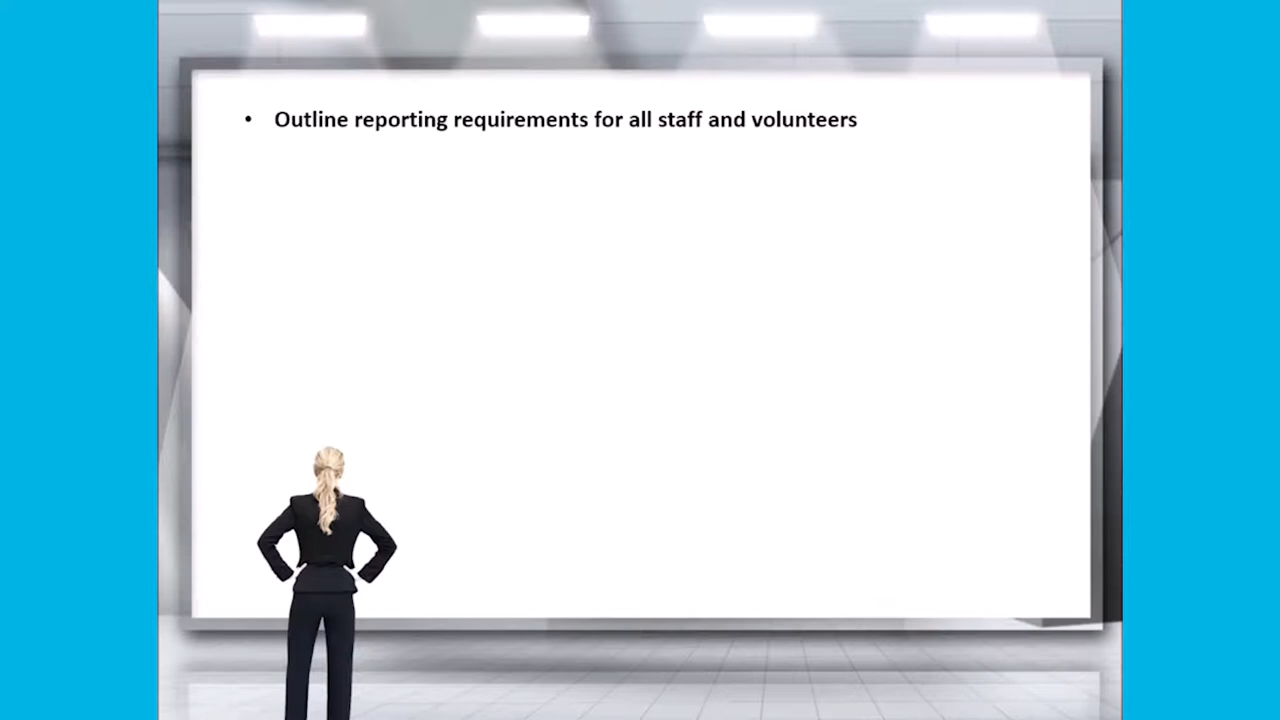 • Outline reporting requirements for all staff and volunteers